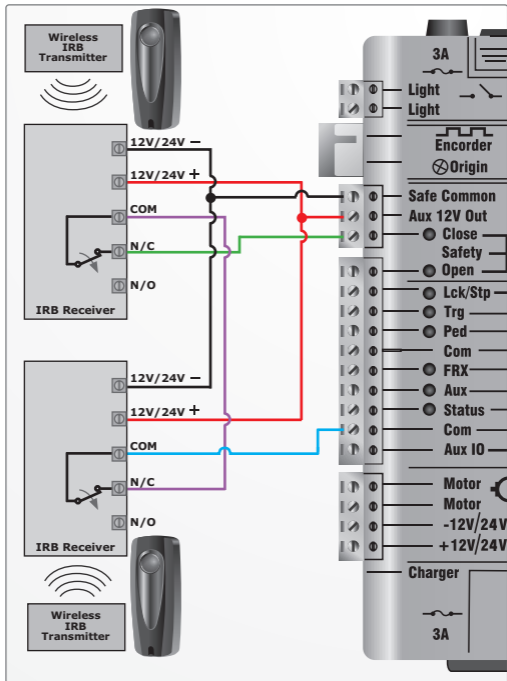 Wireless
IRB
Transmitter
12V/24V −
12V/24V +
COM
N/C
N/O
IRB Receiver
12V/24V −
12V/24V +
COM
N/C
N/O
IRB Receiver
Wireless
IRB
Transmitter
3A
Light
Light
Encorder
Origin
Safe Common
Aux 12V Out
Close
Safety
Open
Lck/Stp
Trg
Ped
Com
FRX
Aux
Status
Com
Aux IO
Motor
Motor
-12V/24V
+12V/24V
Charger
3A